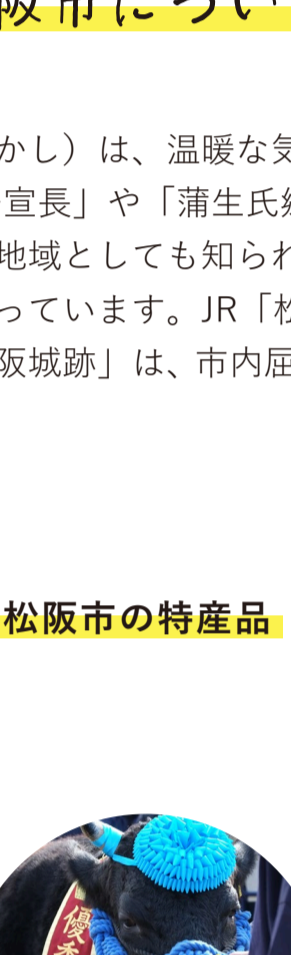 阪市につい
かし）は、温暖な気
宣長」や「蒲生氏郷
地域としても知られ
っています。JR「松
阪城跡」は、市内屈
松阪市の特産品
優秀